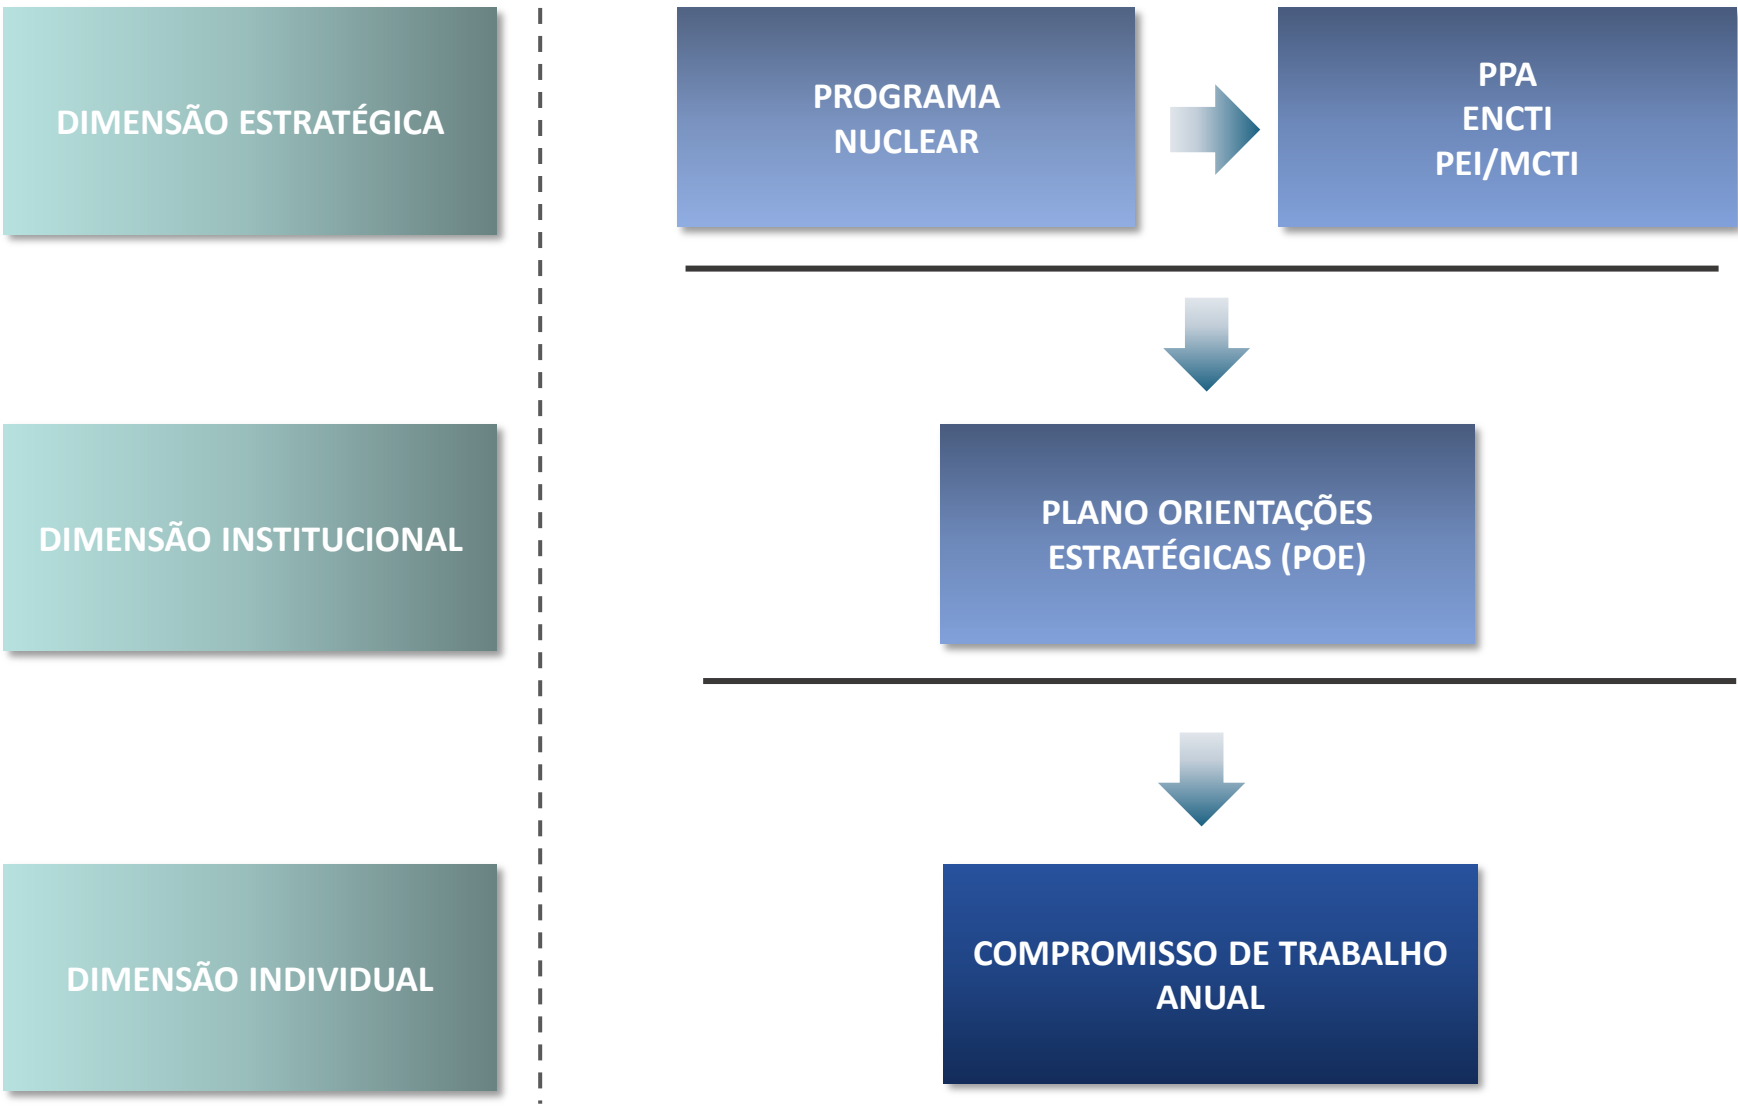 DIMENSÃO ESTRATÉGICA
PROGRAMA
NUCLEAR
PPA
ENCTI
PEI/MCTI
DIMENSÃO INSTITUCIONAL
PLANO ORIENTAÇÕES
ESTRATÉGICAS (POE)
DIMENSÃO INDIVIDUAL
COMPROMISSO DE TRABALHO
ANUAL